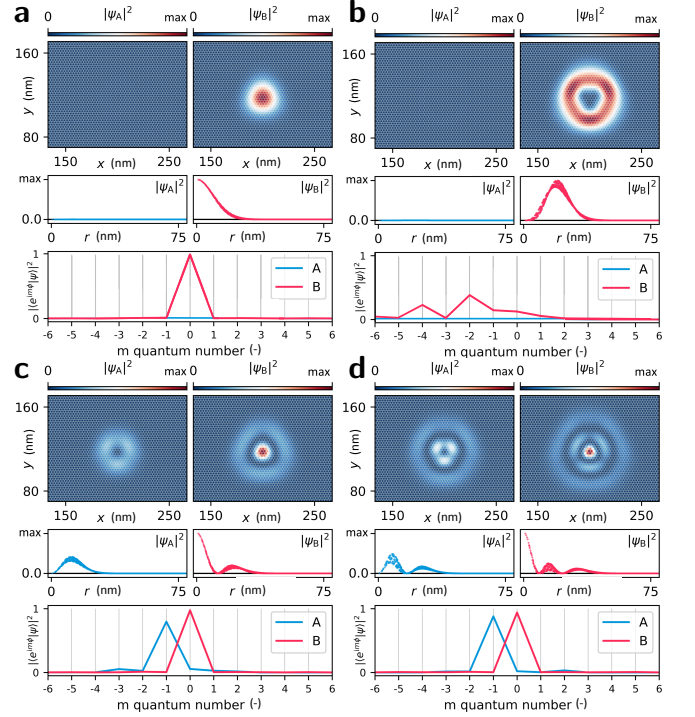 a
0 |ψA|² max 0 |ψB|² max
160
y (nm)
80
150 250 150 250
x (nm) x (nm)
max
|ψA|² |ψB|²
0.0
0 r (nm) 75 0 r (nm) 75
|⟨e^{imϕ}|ψ⟩|²
1
0
A
B
-6 -5 -4 -3 -2 -1 0 1 2 3 4 5 6
m quantum number (-)
b
0 |ψA|² max 0 |ψB|² max
160
y (nm)
80
150 250 150 250
x (nm) x (nm)
max
|ψA|² |ψB|²
0.0
0 r (nm) 75 0 r (nm) 75
|⟨e^{imϕ}|ψ⟩|²
1
0
A
B
-6 -5 -4 -3 -2 -1 0 1 2 3 4 5 6
m quantum number (-)
c
0 |ψA|² max 0 |ψB|² max
160
y (nm)
80
150 250 150 250
x (nm) x (nm)
max
|ψA|² |ψB|²
0.0
0 r (nm) 75 0 r (nm) 75
|⟨e^{imϕ}|ψ⟩|²
1
0
A
B
-6 -5 -4 -3 -2 -1 0 1 2 3 4 5 6
m quantum number (-)
d
0 |ψA|² max 0 |ψB|² max
160
y (nm)
80
150 250 150 250
x (nm) x (nm)
max
|ψA|² |ψB|²
0.0
0 r (nm) 75 0 r (nm) 75
|⟨e^{imϕ}|ψ⟩|²
1
0
A
B
-6 -5 -4 -3 -2 -1 0 1 2 3 4 5 6
m quantum number (-)